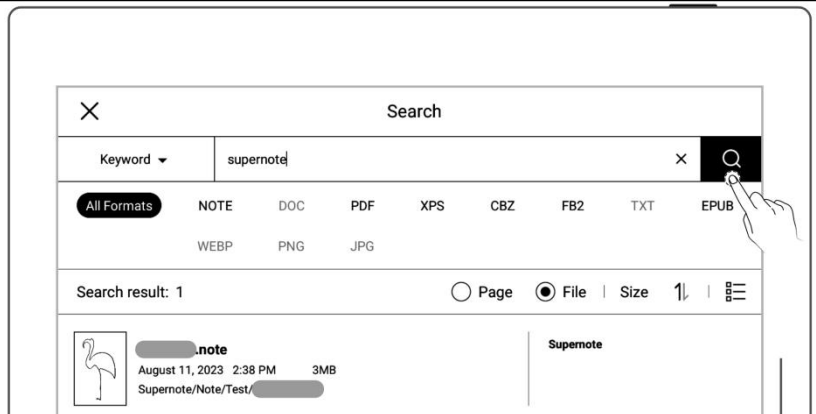 Search
Keyword supernote
All Formats NOTE DOC PDF XPS CBZ FB2 TXT EPUB
WEBP PNG JPG
Search result: 1 Page File Size
.note Supernote
August 11, 2023 2:38 PM 3MB
Supernote/Note/Test/